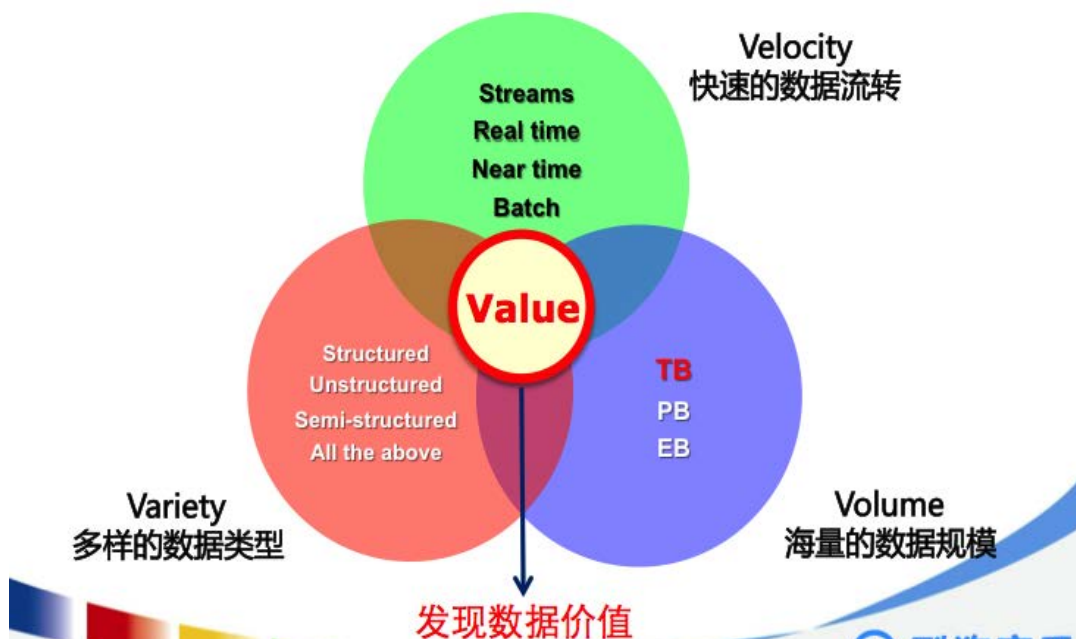 Velocity
快速的数据流转
Streams
Real time
Near time
Batch
Value
Structured
Unstructured
Semi-structured
All the above
TB
PB
EB
Variety
多样的数据类型
Volume
海量的数据规模
发现数据价值